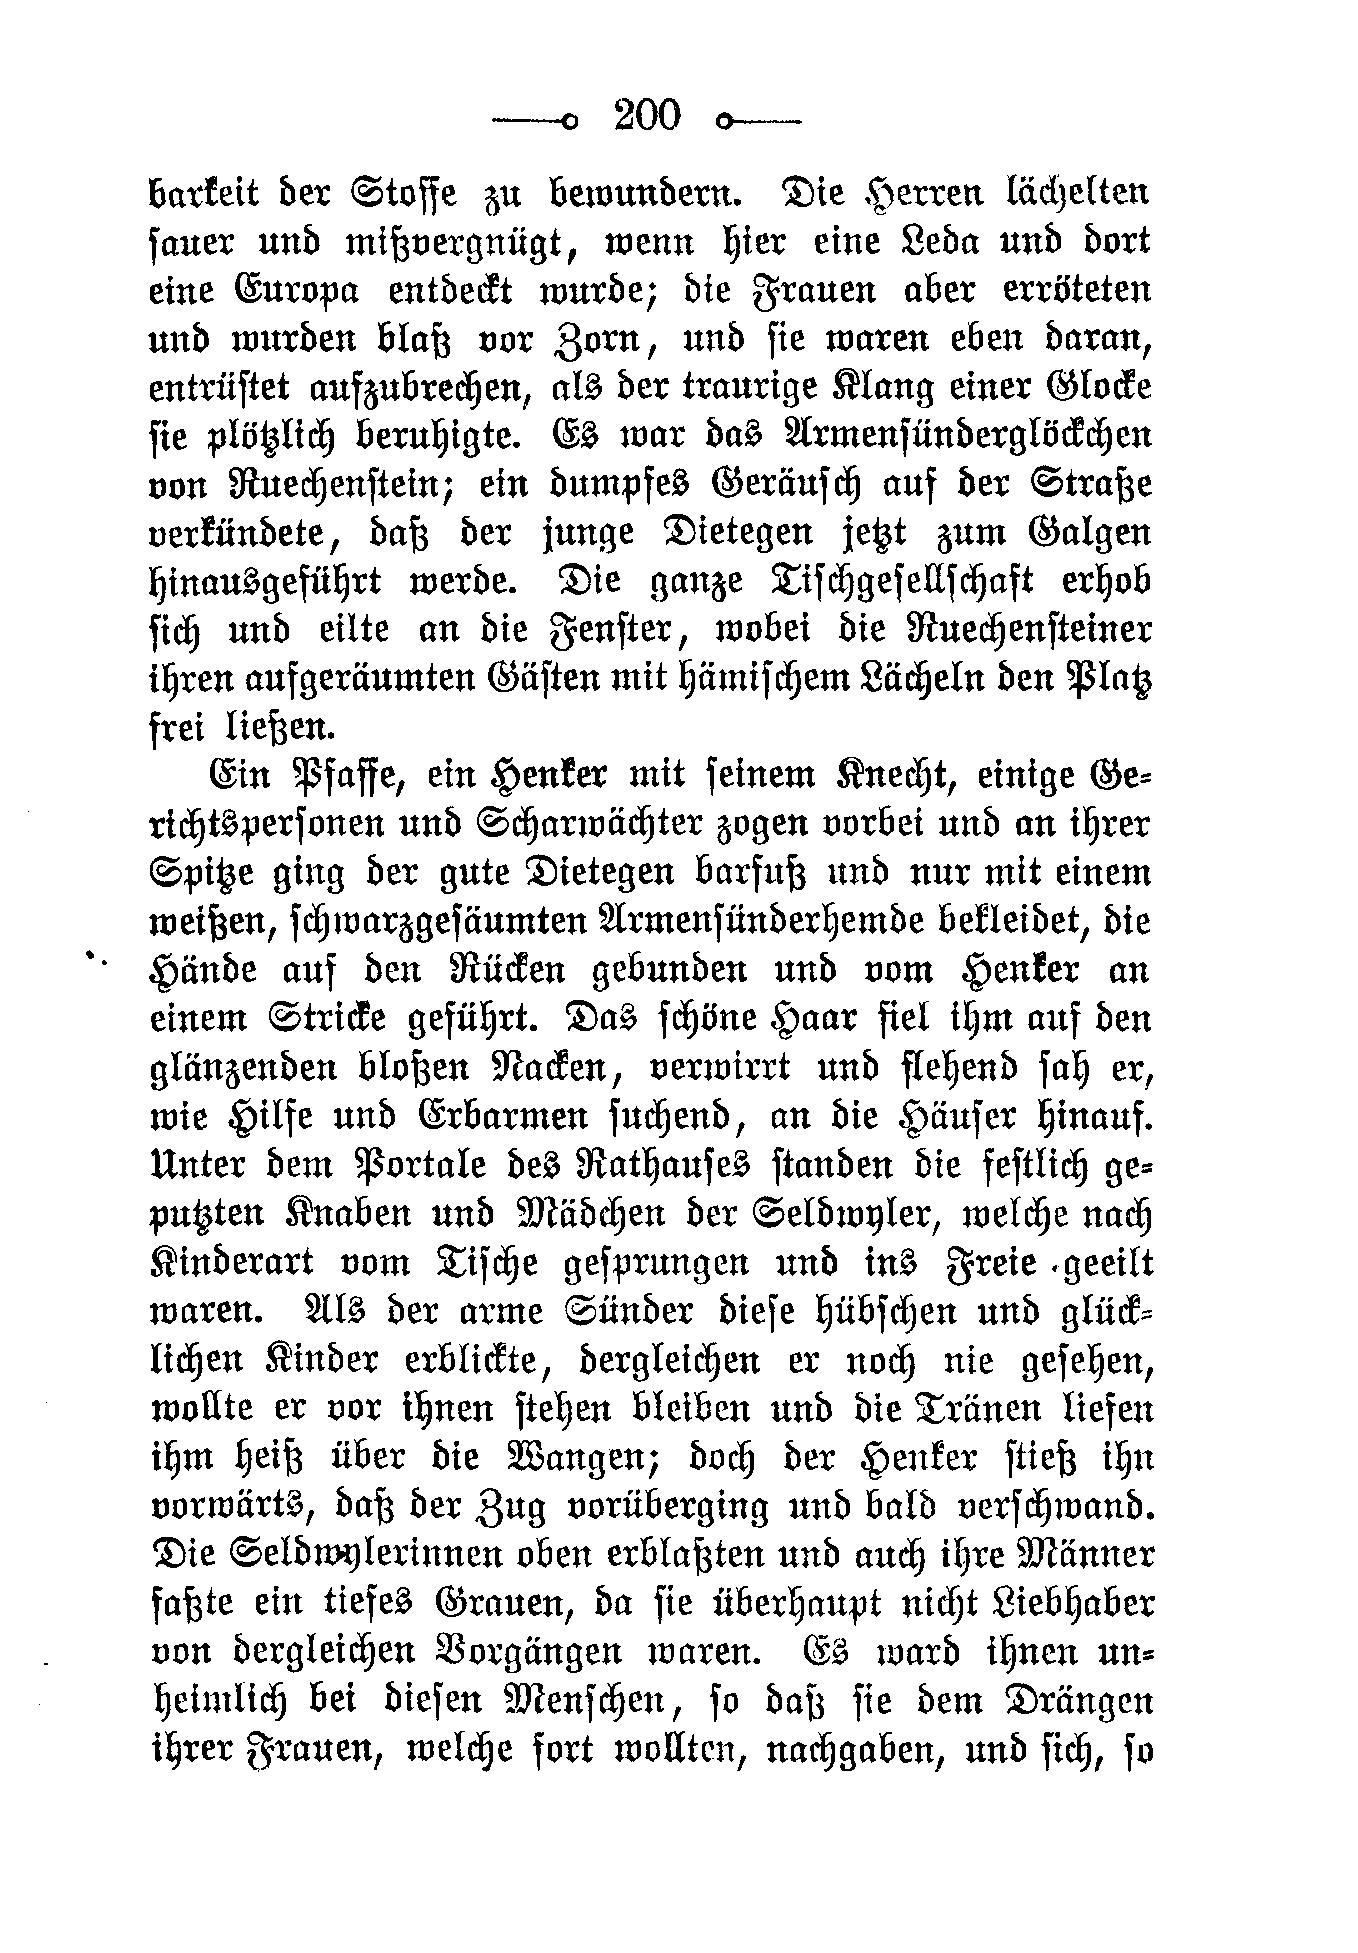 200
barkeit der Stoffe zu bewundern. Die Herren lächelten
sauer und mißvergnügt, wenn hier eine Leda und dort
eine Europa entdeckt wurde; die Frauen aber erröteten
und wurden blaß vor Zorn, und sie waren eben daran,
entrüstet aufzubrechen, als der traurige Klang einer Glocke
sie plötzlich beruhigte. Es war das Armensünderglöckchen
von Ruechenstein; ein dumpfes Geräusch auf der Straße
verkündete, daß der junge Dietegen jetzt zum Galgen
hinausgeführt werde. Die ganze Tischgesellschaft erhob
sich und eilte an die Fenster, wobei die Ruechensteiner
ihren aufgeräumten Gästen mit hämischem Lächeln den Platz
frei ließen.
Ein Pfaffe, ein Henker mit seinem Knecht, einige Ge-
richtspersonen und Scharwächter zogen vorbei und an ihrer
Spitze ging der gute Dietegen barfuß und nur mit einem
weißen, schwarzgesäumten Armensünderhemde bekleidet, die
Hände auf den Rücken gebunden und vom Henker an
einem Stricke geführt. Das schöne Haar fiel ihm auf den
glänzenden bloßen Nacken, verwirrt und flehend sah er,
wie Hilfe und Erbarmen suchend, an die Häuser hinauf.
Unter dem Portale des Rathauses standen die festlich ge-
putzten Knaben und Mädchen der Seldwyler, welche nach
Kinderart vom Tische gesprungen und ins Freie geeilt
waren. Als der arme Sünder diese hübschen und glück-
lichen Kinder erblickte, dergleichen er noch nie gesehen,
wollte er vor ihnen stehen bleiben und die Tränen liefen
ihm heiß über die Wangen; doch der Henker stieß ihn
vorwärts, daß der Zug vorüberging und bald verschwand.
Die Seldwylerinnen oben erblaßten und auch ihre Männer
faßte ein tiefes Grauen, da sie überhaupt nicht Liebhaber
von dergleichen Vorgängen waren. Es ward ihnen un-
heimlich bei diesen Menschen, so daß sie dem Drängen
ihrer Frauen, welche fort wollten, nachgaben, und sich, so